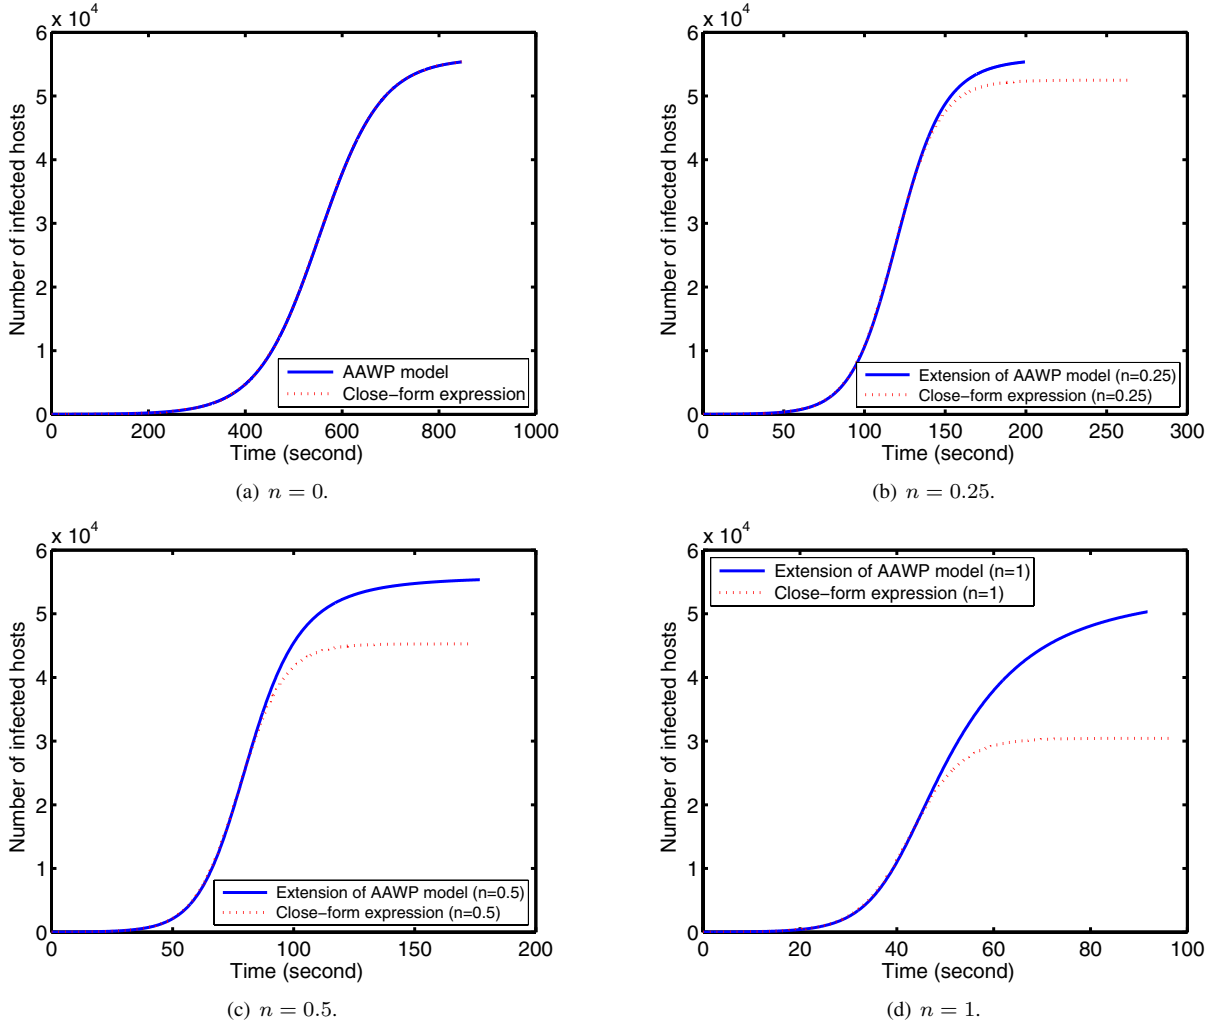 x 10^4
6
5
4
3
2
1
0
Number of infected hosts
AAWP model
Close−form expression
0 200 400 600 800 1000
Time (second)
(a) n = 0.
x 10^4
6
5
4
3
2
1
0
Number of infected hosts
Extension of AAWP model (n=0.25)
Close−form expression (n=0.25)
0 50 100 150 200 250 300
Time (second)
(b) n = 0.25.
x 10^4
6
5
4
3
2
1
0
Number of infected hosts
Extension of AAWP model (n=0.5)
Close−form expression (n=0.5)
0 50 100 150 200
Time (second)
(c) n = 0.5.
x 10^4
6
5
4
3
2
1
0
Number of infected hosts
Extension of AAWP model (n=1)
Close−form expression (n=1)
0 20 40 60 80 100
Time (second)
(d) n = 1.